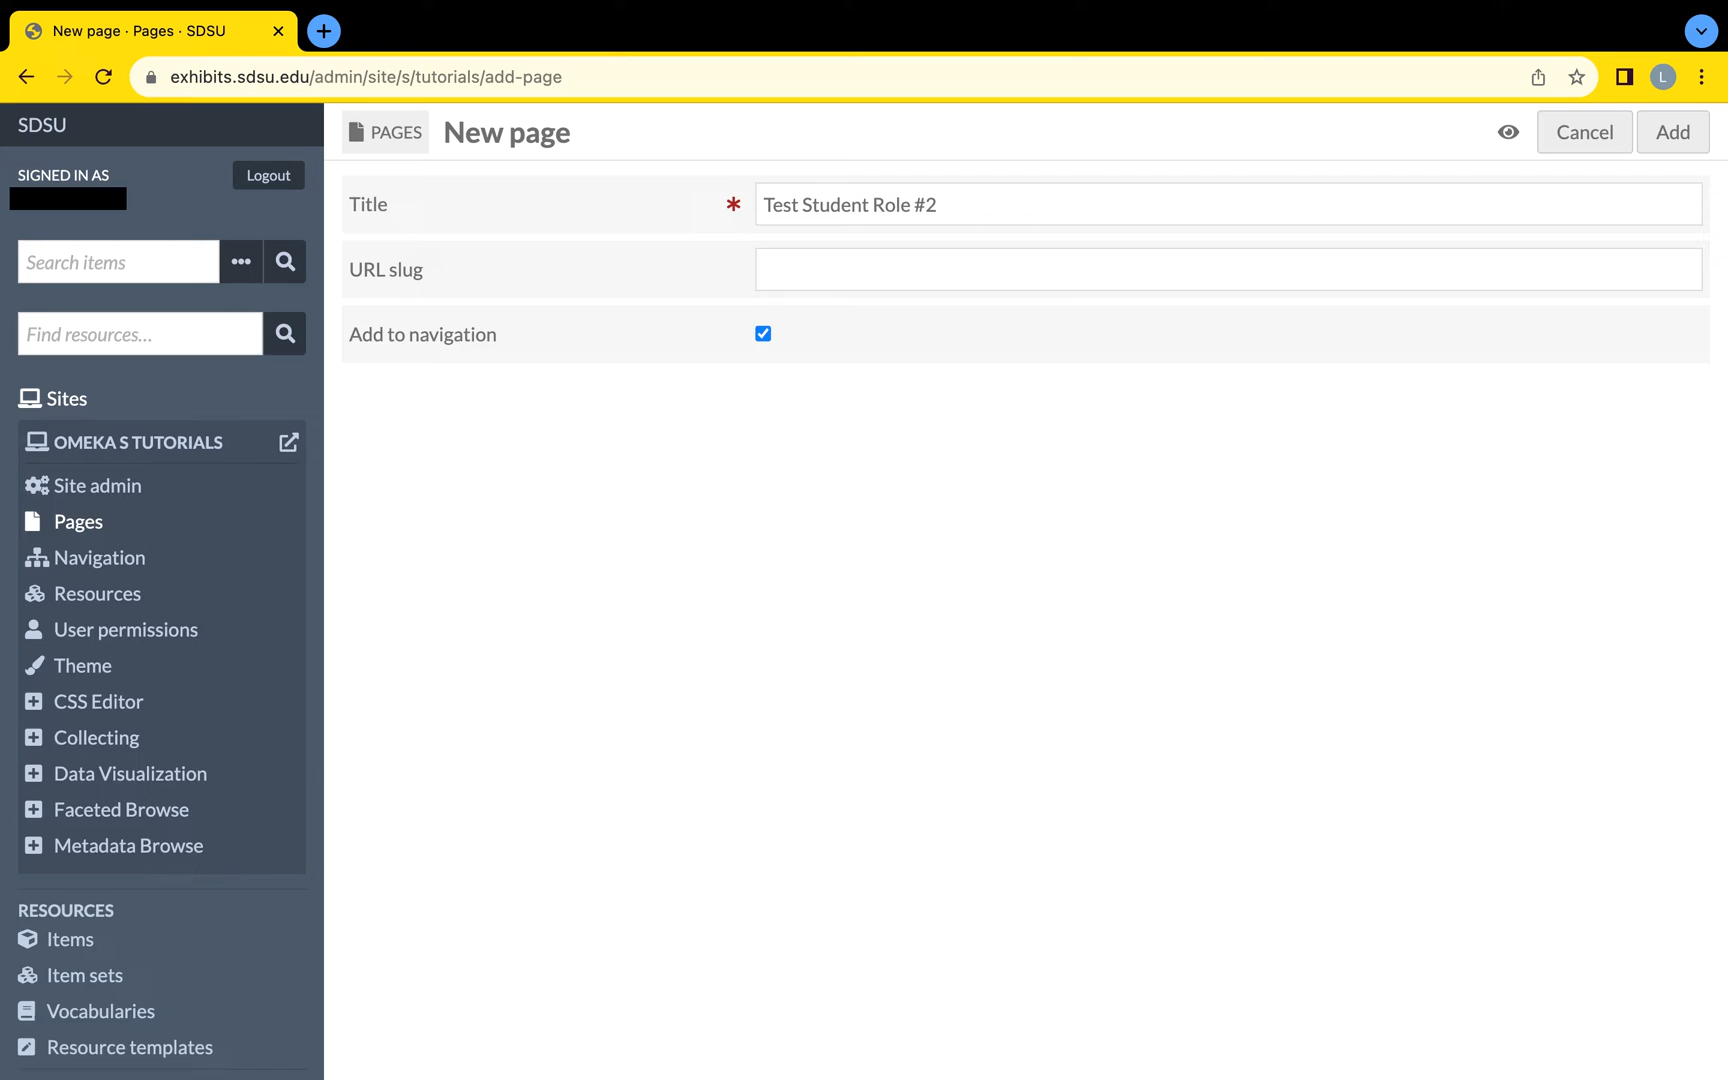 New page · Pages · SDSU
exhibits.sdsu.edu/admin/site/s/tutorials/add-page
L
SDSU
SIGNED IN AS
Logout
Search items
Find resources…
Sites
OMEKA S TUTORIALS
Site admin
Pages
Navigation
Resources
User permissions
Theme
CSS Editor
Collecting
Data Visualization
Faceted Browse
Metadata Browse
RESOURCES
Items
Item sets
Vocabularies
Resource templates
PAGES New page
Cancel
Add
Title * Test Student Role #2
URL slug
Add to navigation